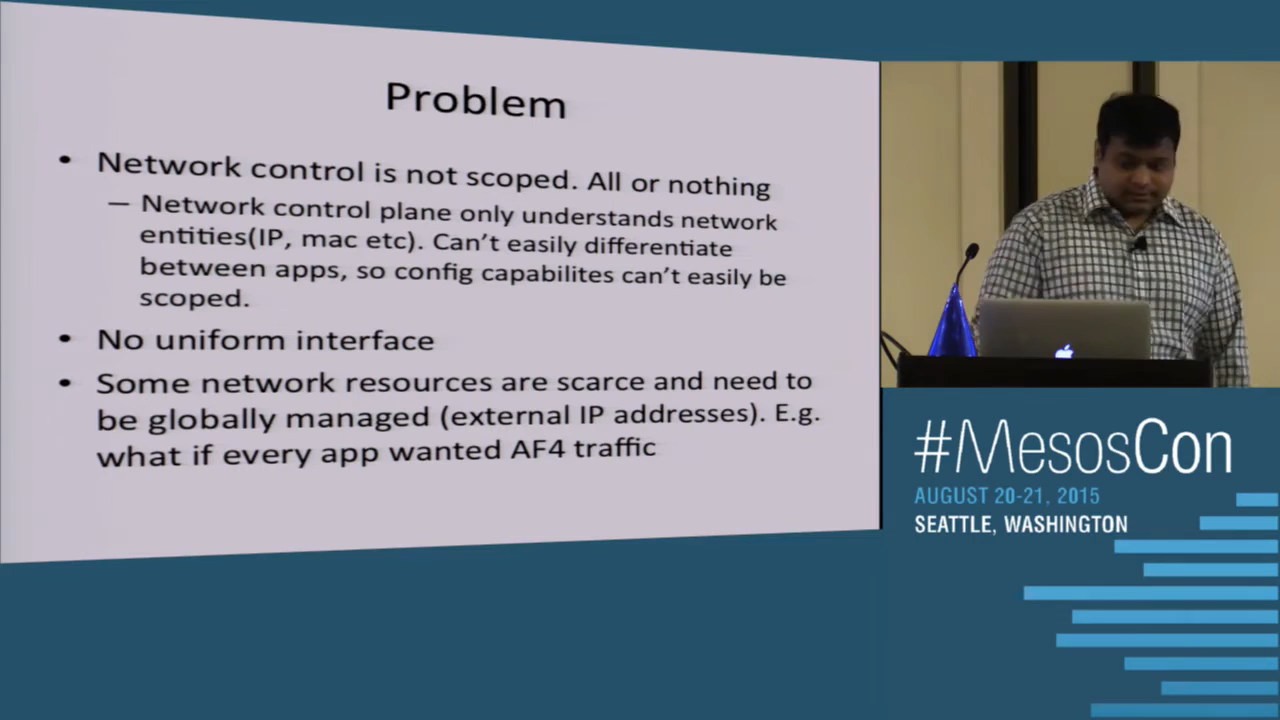 Problem
• Network control is not scoped. All or nothing
– Network control plane only understands network
entities(IP, mac etc). Can't easily differentiate
between apps, so config capabilites can't easily be
scoped.
• No uniform interface
• Some network resources are scarce and need to
be globally managed (external IP addresses). E.g.
what if every app wanted AF4 traffic
#MesosCon
AUGUST 20-21, 2015
SEATTLE, WASHINGTON